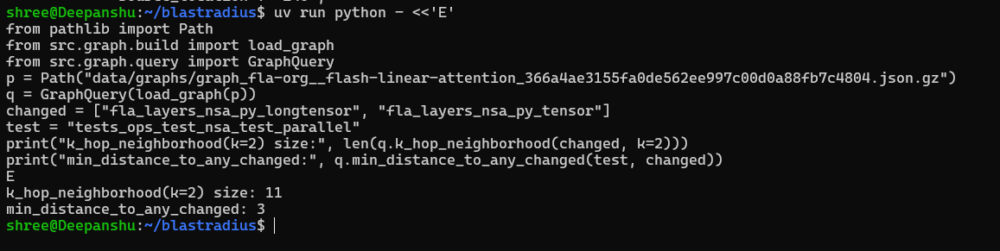 shree@Deepanshu:~/blastradius$ uv run python - <<'E'
from pathlib import Path
from src.graph.build import load_graph
from src.graph.query import GraphQuery
p = Path("data/graphs/graph_fla-org__flash-linear-attention_366a4ae3155fa0de562ee997c00d0a88fb7c4804.json.gz")
q = GraphQuery(load_graph(p))
changed = ["fla_layers_nsa_py_longtensor", "fla_layers_nsa_py_tensor"]
test = "tests_ops_test_nsa_test_parallel"
print("k_hop_neighborhood(k=2) size:", len(q.k_hop_neighborhood(changed, k=2)))
print("min_distance_to_any_changed:", q.min_distance_to_any_changed(test, changed))
E
k_hop_neighborhood(k=2) size: 11
min_distance_to_any_changed: 3
shree@Deepanshu:~/blastradius$